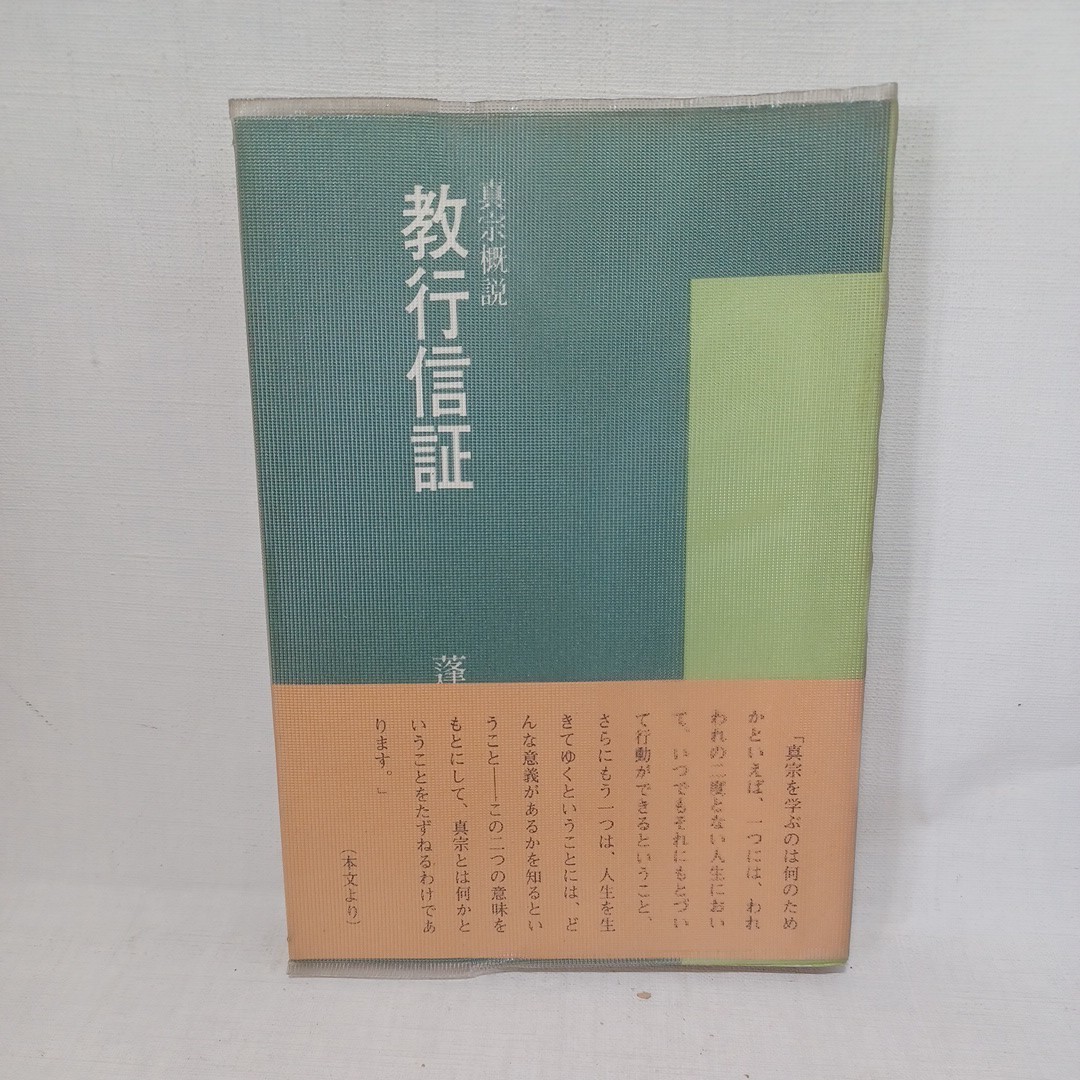 真宗概説
教行信証
蓬
「真宗を学ぶのは何のため
かといえば、一つには、われ
われの二度とない人生におい
て、いつでもそれにもとづい
て行動ができるということ、
さらにもう一つは、人生を生
きてゆくということには、ど
んな意義があるかを知るとい
うこと――この二つの意味を
もとにして、真宗とは何かと
いうことをたずねるわけであ
ります。」
(本文より)